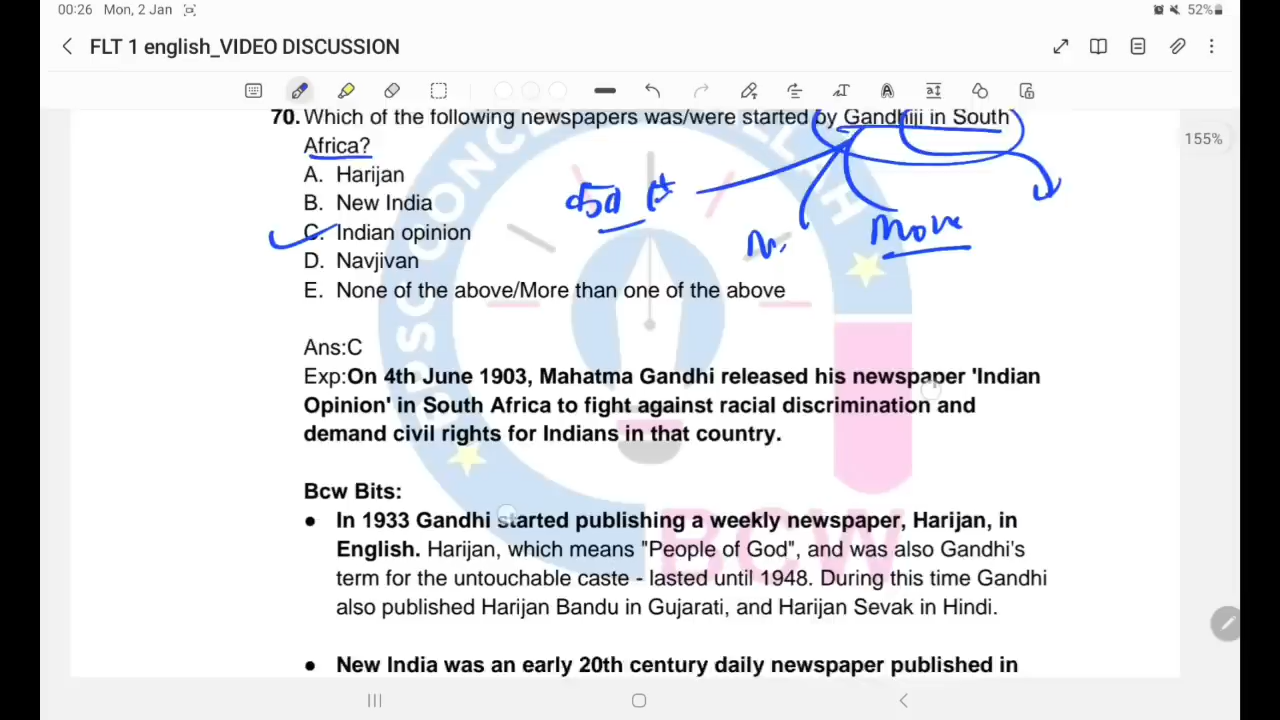 00:26 Mon, 2 Jan
52%
FLT 1 english_VIDEO DISCUSSION
155%
70. Which of the following newspapers was/were started by Gandhiji in South
Africa?
A. Harijan
B. New India
C. Indian opinion
D. Navjivan
E. None of the above/More than one of the above
More
Ans:C
Exp:On 4th June 1903, Mahatma Gandhi released his newspaper 'Indian
Opinion' in South Africa to fight against racial discrimination and
demand civil rights for Indians in that country.
Bcw Bits:
● In 1933 Gandhi started publishing a weekly newspaper, Harijan, in
English. Harijan, which means "People of God", and was also Gandhi's
term for the untouchable caste - lasted until 1948. During this time Gandhi
also published Harijan Bandu in Gujarati, and Harijan Sevak in Hindi.
● New India was an early 20th century daily newspaper published in
BCW